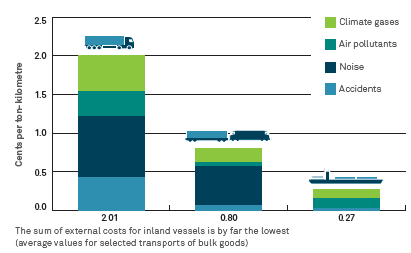 Cents per ton-kilometre
2.5
2.0
1.5
1.0
0.5
0.0
Climate gases
Air pollutants
Noise
Accidents
2.01
0.80
0.27
The sum of external costs for inland vessels is by far the lowest
(average values for selected transports of bulk goods)